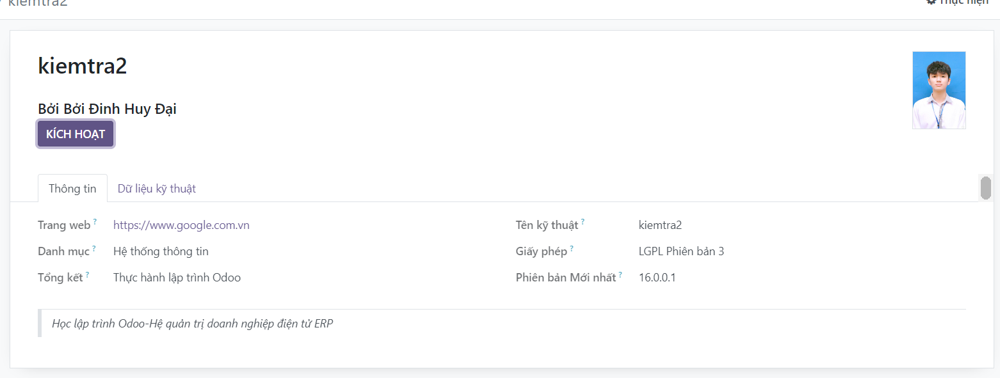 kiemtra2
Thực hiện
kiemtra2
Bởi Bởi Đinh Huy Đại
KÍCH HOẠT
Thông tin Dữ liệu kỹ thuật
Trang web ? https://www.google.com.vn Tên kỹ thuật ? kiemtra2
Danh mục ? Hệ thống thông tin Giấy phép ? LGPL Phiên bản 3
Tổng kết ? Thực hành lập trình Odoo Phiên bản Mới nhất ? 16.0.0.1
Học lập trình Odoo-Hệ quản trị doanh nghiệp điện tử ERP